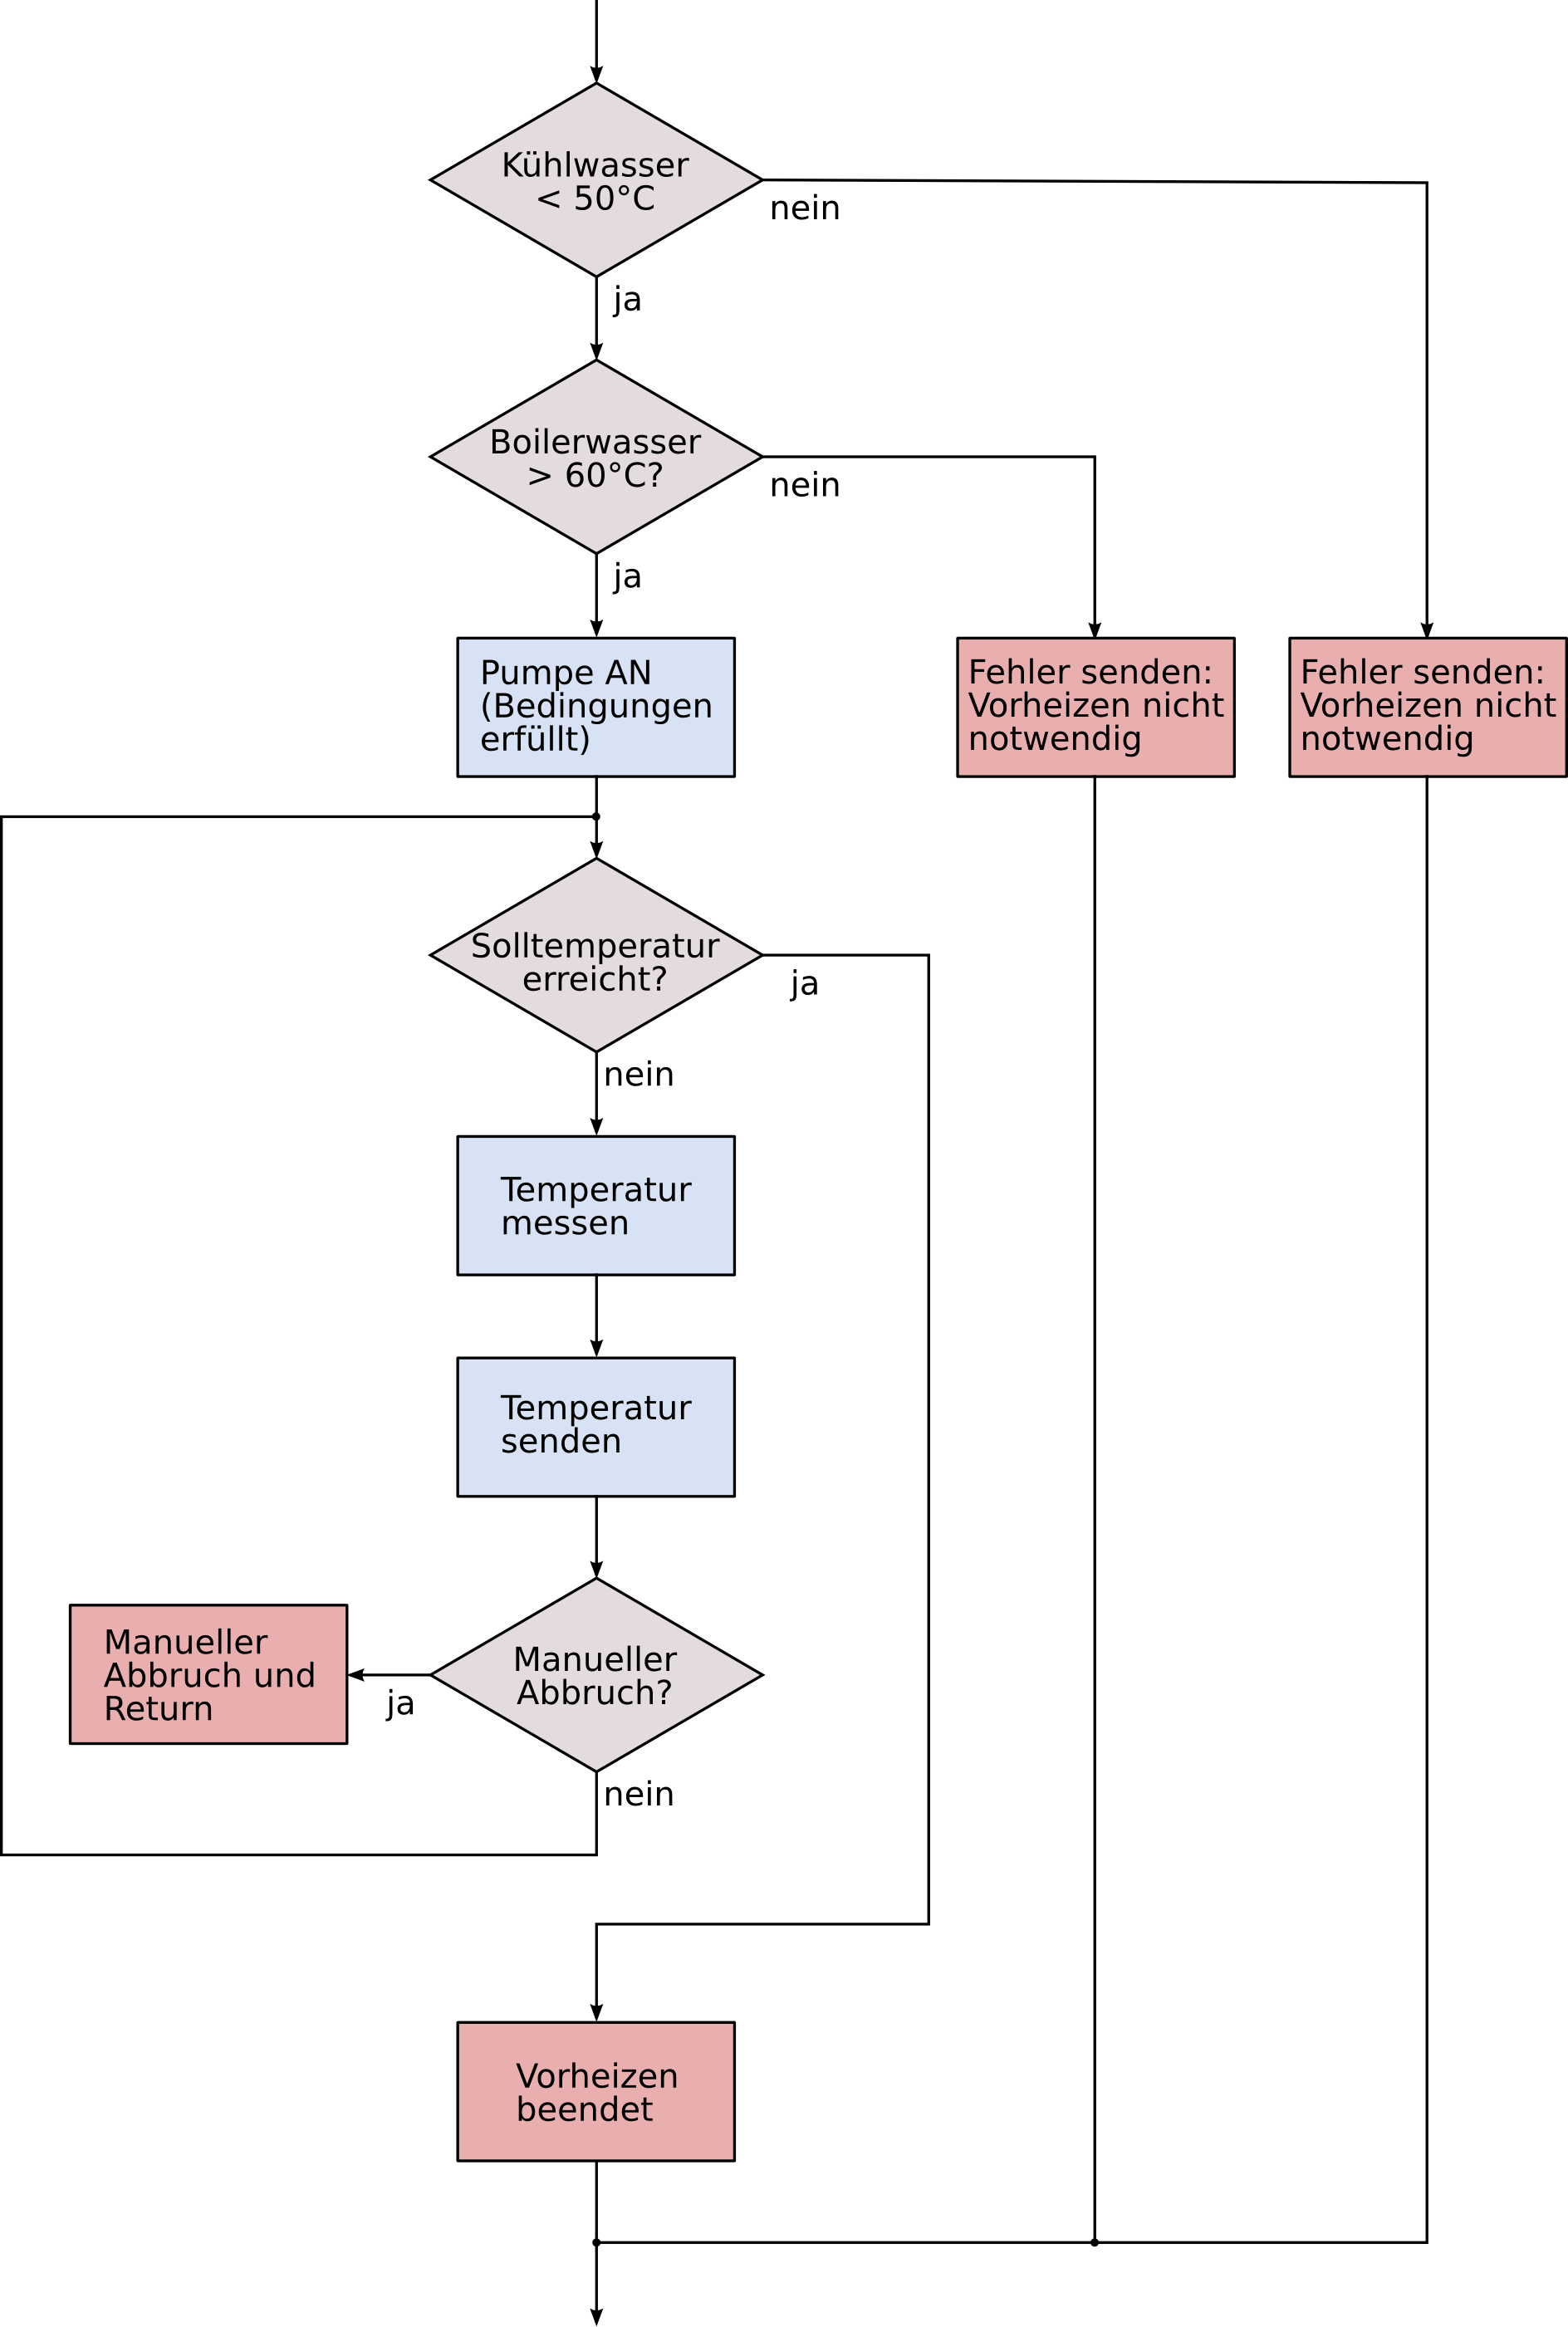 Kühlwasser
< 50°C
nein
ja
Boilerwasser
> 60°C?
nein
ja
Pumpe AN
(Bedingungen
erfüllt)
Fehler senden:
Vorheizen nicht
notwendig
Fehler senden:
Vorheizen nicht
notwendig
Solltemperatur
erreicht?
ja
nein
Temperatur
messen
Temperatur
senden
Manueller
Abbruch?
ja
Manueller
Abbruch und
Return
nein
Vorheizen
beendet